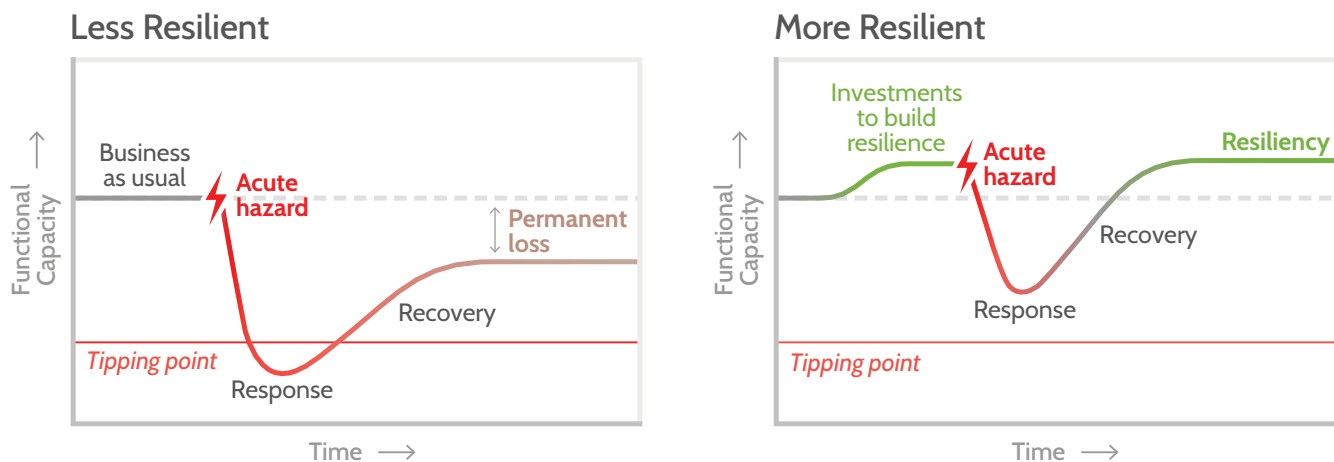 Less Resilient
Functional
Capacity
Business
as usual
Acute
hazard
Permanent
loss
Recovery
Tipping point
Response
Time
More Resilient
Functional
Capacity
Investments
to build
resilience
Acute
hazard
Resiliency
Recovery
Response
Tipping point
Time